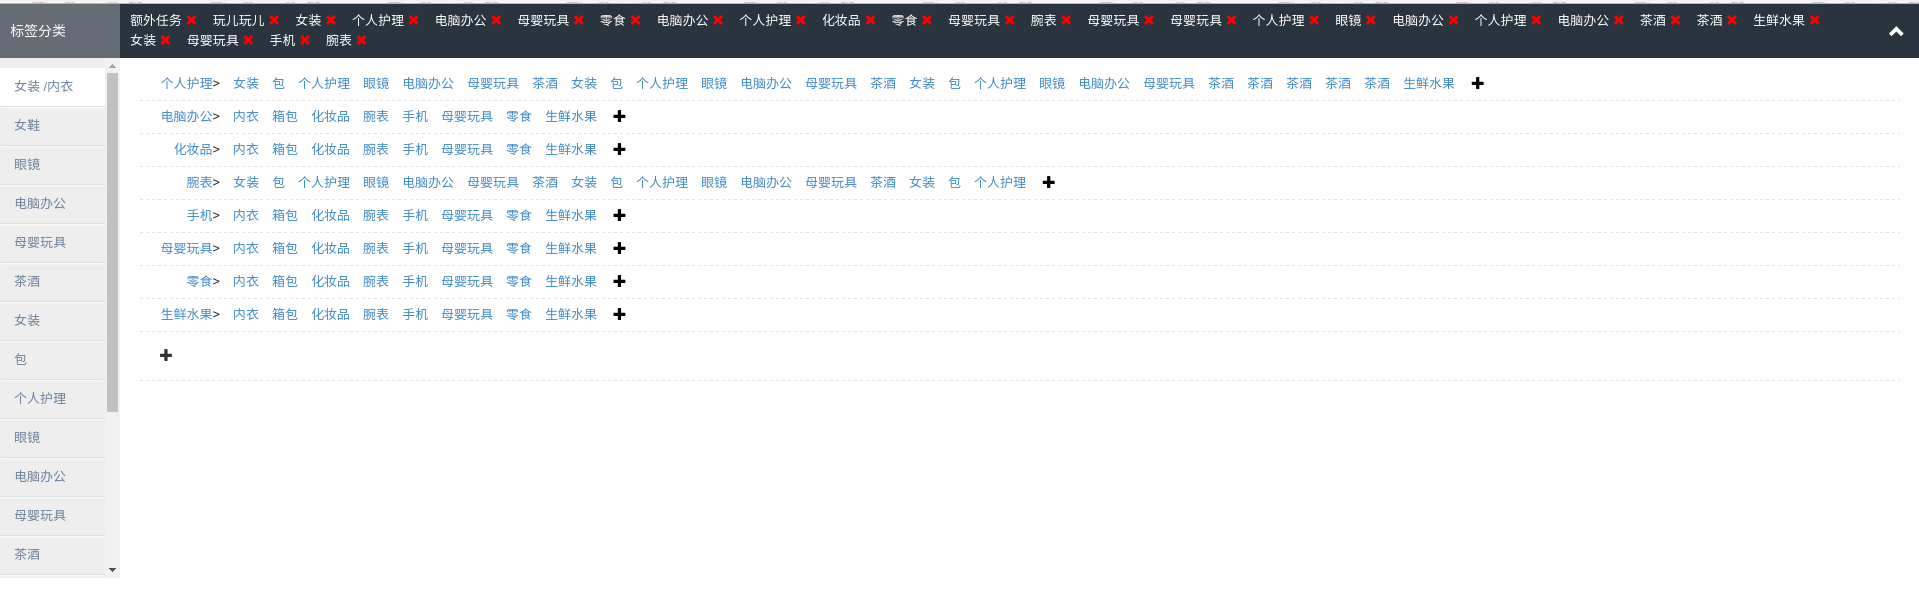 标签分类
额外任务 玩儿玩儿 女装 个人护理 电脑办公 母婴玩具 零食 电脑办公 个人护理 化妆品 零食 母婴玩具 腕表 母婴玩具 母婴玩具 个人护理 眼镜 电脑办公 个人护理 电脑办公 茶酒 茶酒 生鲜水果
女装 母婴玩具 手机 腕表
女装 /内衣
女鞋
眼镜
电脑办公
母婴玩具
茶酒
女装
包
个人护理
眼镜
电脑办公
母婴玩具
茶酒
个人护理> 女装 包 个人护理 眼镜 电脑办公 母婴玩具 茶酒 女装 包 个人护理 眼镜 电脑办公 母婴玩具 茶酒 女装 包 个人护理 眼镜 电脑办公 母婴玩具 茶酒 茶酒 茶酒 茶酒 茶酒 生鲜水果
电脑办公> 内衣 箱包 化妆品 腕表 手机 母婴玩具 零食 生鲜水果
化妆品> 内衣 箱包 化妆品 腕表 手机 母婴玩具 零食 生鲜水果
腕表> 女装 包 个人护理 眼镜 电脑办公 母婴玩具 茶酒 女装 包 个人护理 眼镜 电脑办公 母婴玩具 茶酒 女装 包 个人护理
手机> 内衣 箱包 化妆品 腕表 手机 母婴玩具 零食 生鲜水果
母婴玩具> 内衣 箱包 化妆品 腕表 手机 母婴玩具 零食 生鲜水果
零食> 内衣 箱包 化妆品 腕表 手机 母婴玩具 零食 生鲜水果
生鲜水果> 内衣 箱包 化妆品 腕表 手机 母婴玩具 零食 生鲜水果